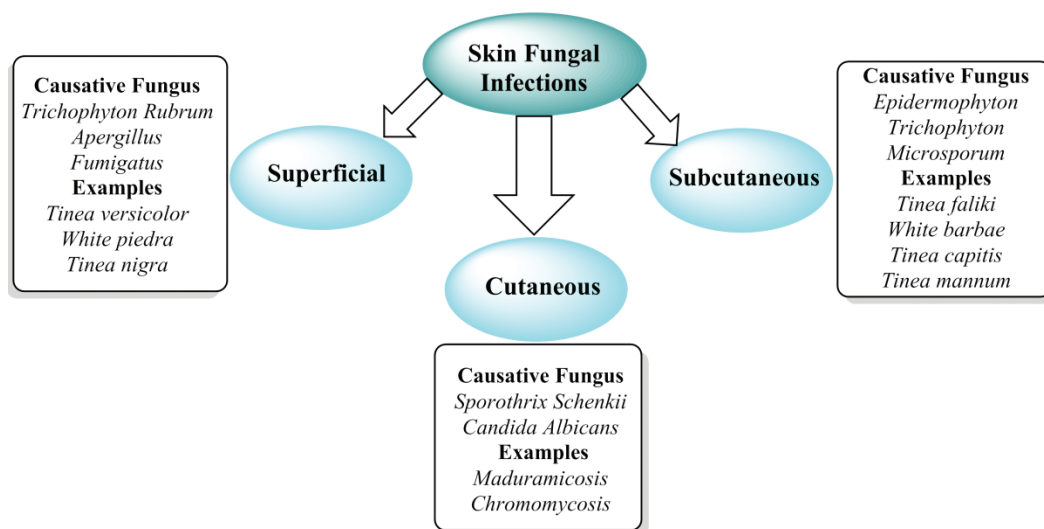 Skin Fungal
Infections
Causative Fungus
Trichophyton Rubrum
Apergillus
Fumigatus
Examples
Tinea versicolor
White piedra
Tinea nigra
Superficial
Cutaneous
Causative Fungus
Sporothrix Schenkii
Candida Albicans
Examples
Maduramicosis
Chromomycosis
Subcutaneous
Causative Fungus
Epidermophyton
Trichophyton
Microsporum
Examples
Tinea faliki
White barbae
Tinea capitis
Tinea mannum